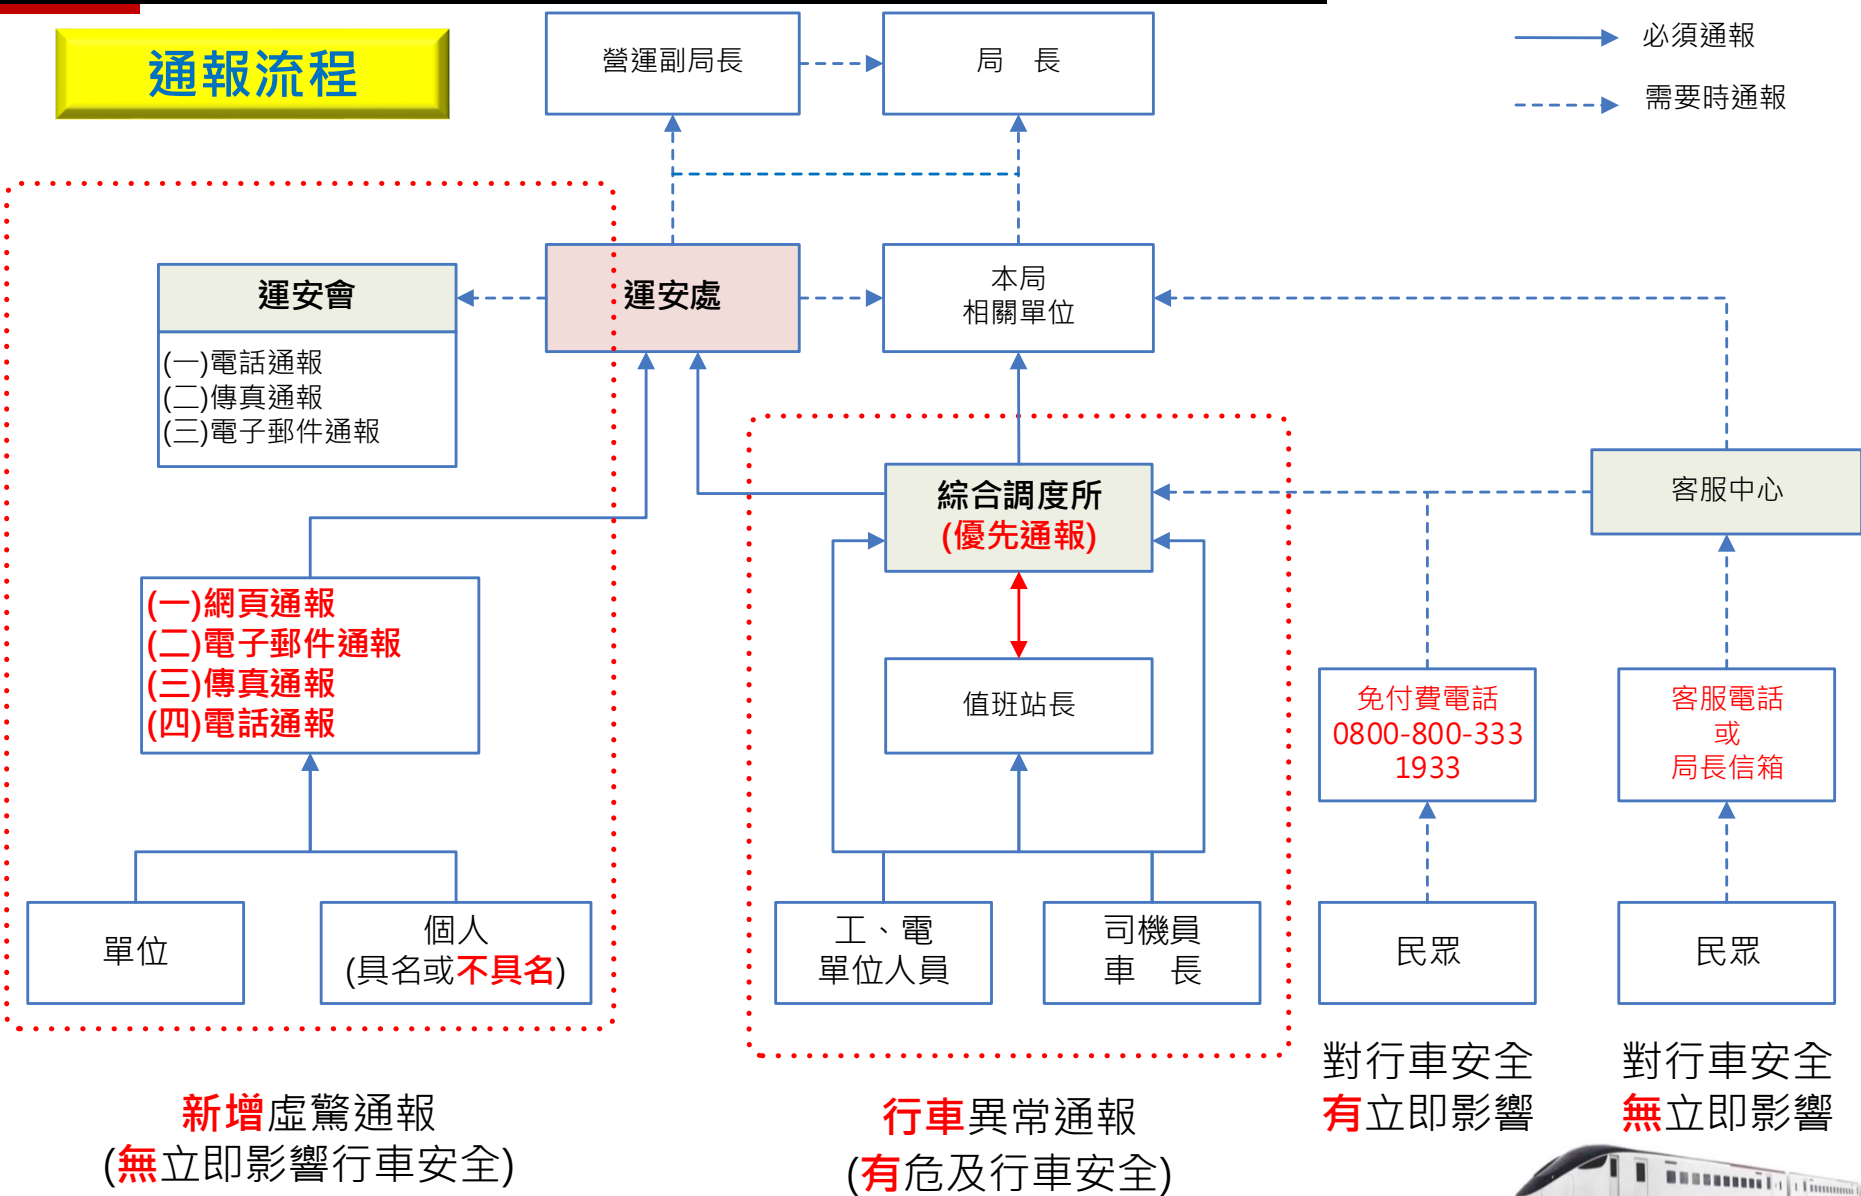 通報流程
營運副局長
局　長
必須通報
需要時通報
運安會
(一)電話通報
(二)傳真通報
(三)電子郵件通報
運安處
本局
相關單位
綜合調度所
(優先通報)
客服中心
(一)網頁通報
(二)電子郵件通報
(三)傳真通報
(四)電話通報
值班站長
免付費電話
0800-800-333
1933
客服電話
或
局長信箱
單位
個人
(具名或不具名)
工、電
單位人員
司機員
車　長
民眾
民眾
新增虛驚通報
(無立即影響行車安全)
行車異常通報
(有危及行車安全)
對行車安全
有立即影響
對行車安全
無立即影響